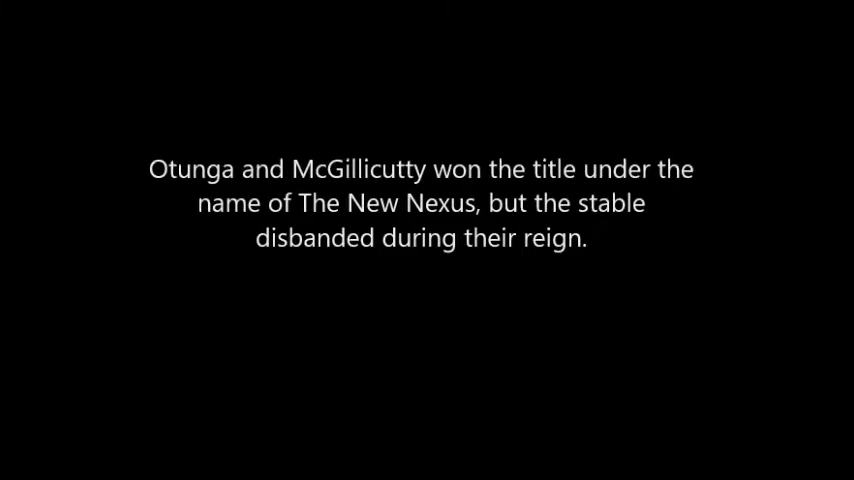 Otunga and McGillicutty won the title under the
name of The New Nexus, but the stable
disbanded during their reign.